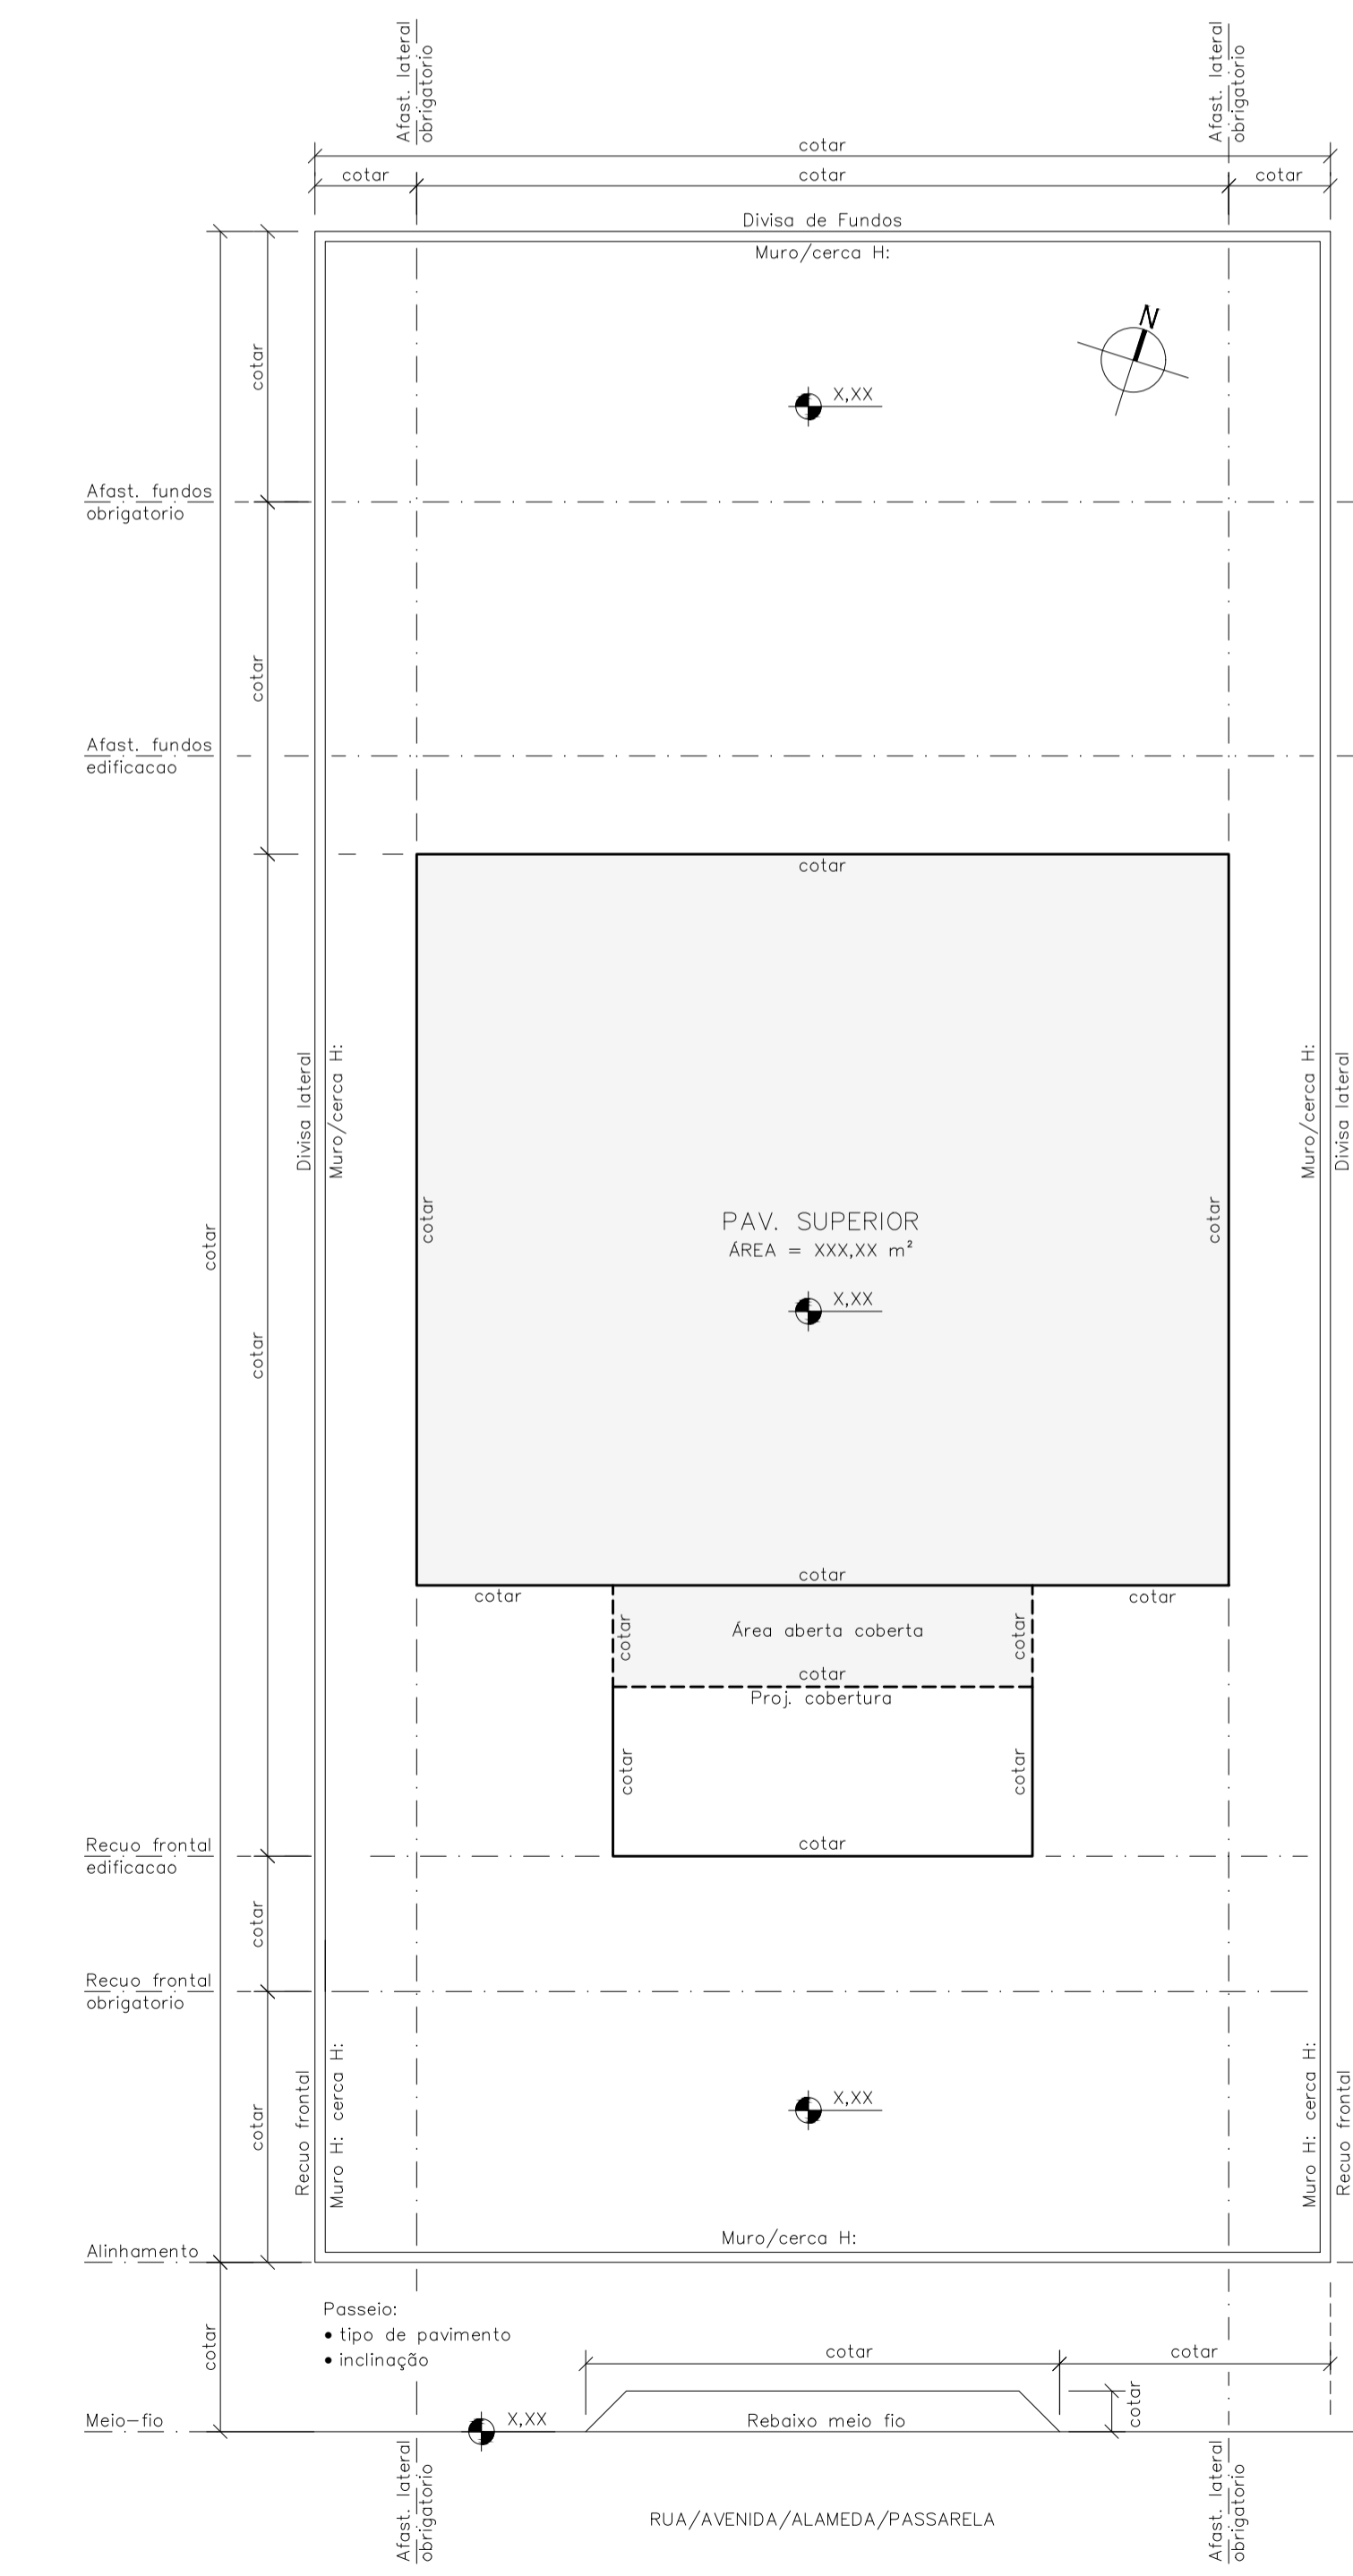 Afast. lateral
obrigatorio
Afast. lateral
obrigatorio
cotar
cotar
cotar
cotar
Divisa de Fundos
Muro/cerca H:
N
cotar
X,XX
Afast. fundos
obrigatorio
cotar
Afast. fundos
edificacao
cotar
Divisa lateral
Muro/cerca H:
Muro/cerca H:
Divisa lateral
cotar
cotar
cotar
PAV. SUPERIOR
ÁREA = XXX,XX m²
X,XX
cotar
cotar
cotar
cotar
cotar
cotar
Área aberta coberta
cotar
cotar
Proj. cobertura
cotar
cotar
Recuo frontal
edificacao
cotar
cotar
Recuo frontal
obrigatorio
Recuo frontal
Muro H: cerca H:
Muro H: cerca H:
Recuo frontal
cotar
X,XX
Muro/cerca H:
Alinhamento
Passeio:
• tipo de pavimento
• inclinação
cotar
cotar
cotar
cotar
Meio-fio
X,XX
Rebaixo meio fio
Afast. lateral
obrigatorio
Afast. lateral
obrigatorio
RUA/AVENIDA/ALAMEDA/PASSARELA